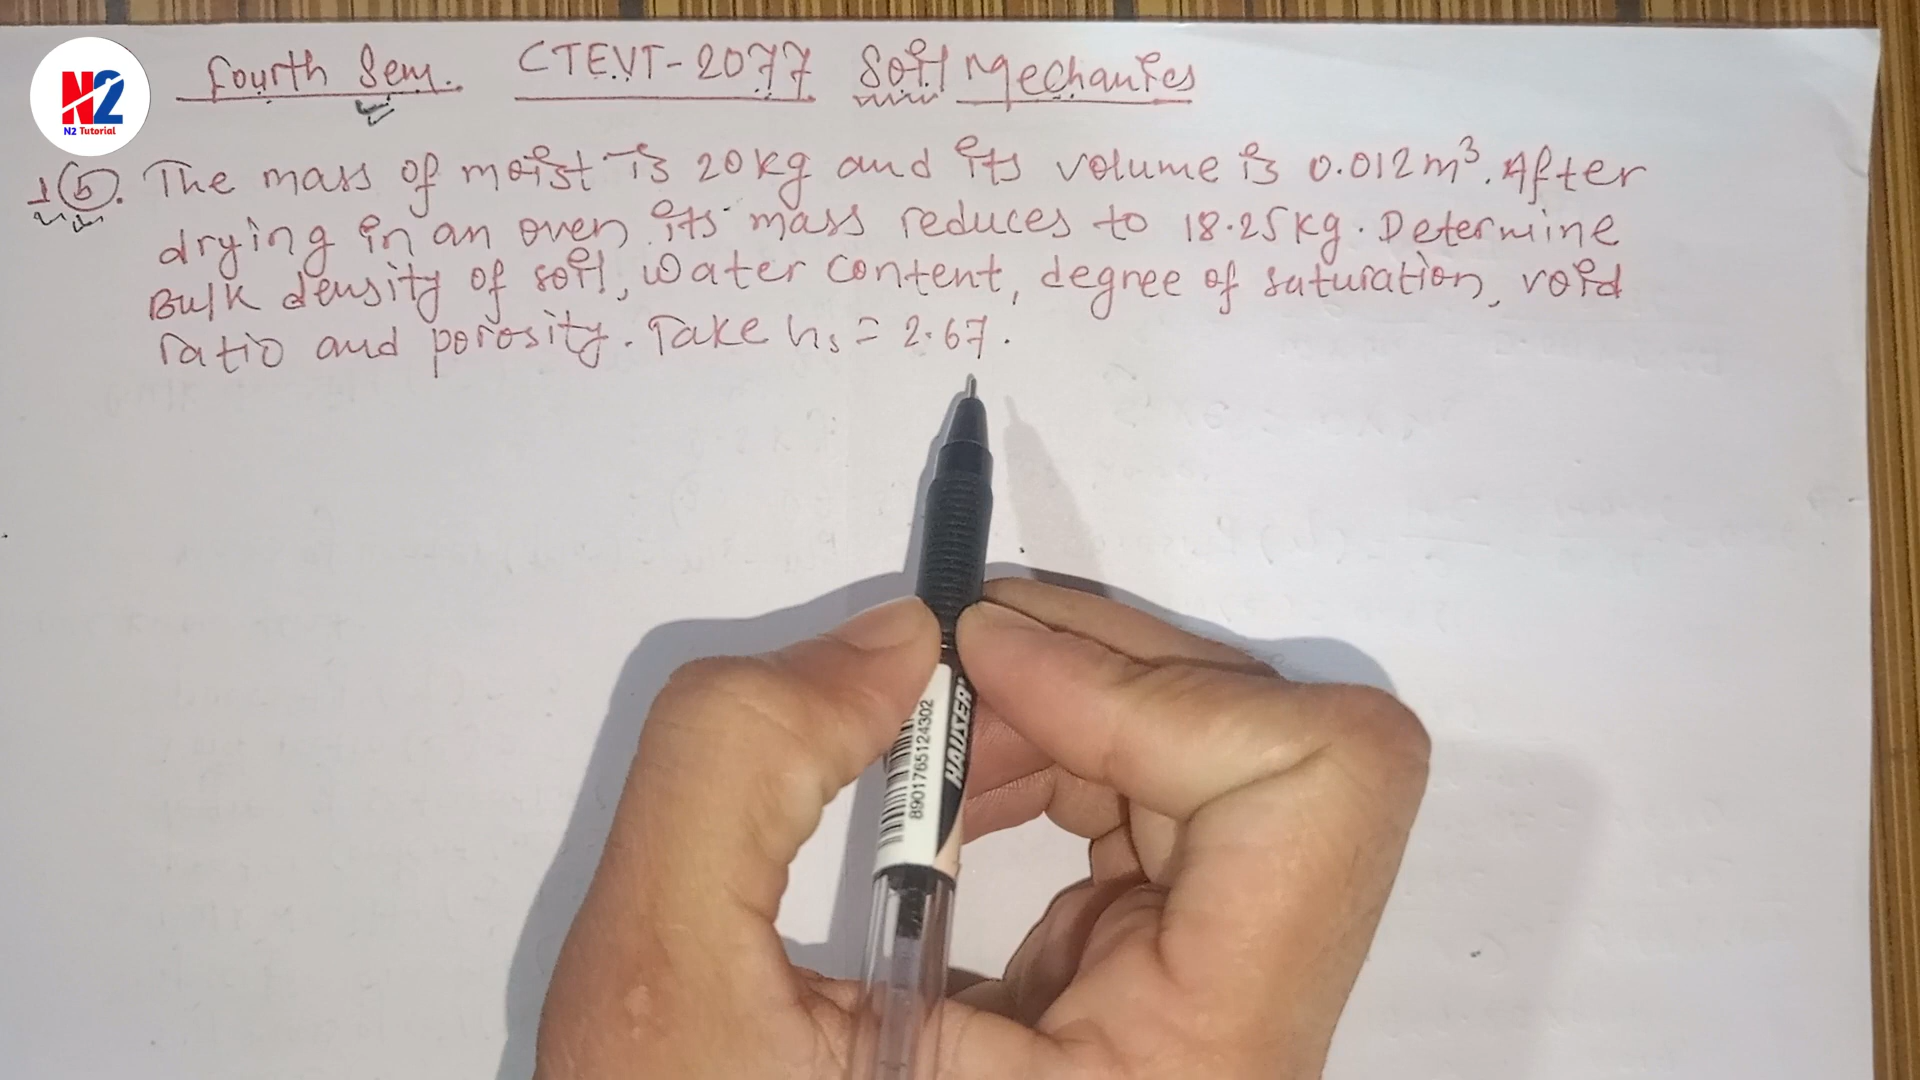 N2
N2 Tutorial
Fourth Sem. CTEVT-2077 Soil Mechanics
1(b). The mass of moist is 20kg and its volume is 0.012m³. After
drying in an oven its mass reduces to 18.25kg. Determine
Bulk density of soil, Water content, degree of saturation, void
ratio and porosity. Take hs = 2.67.
HAUSER
8901765124302